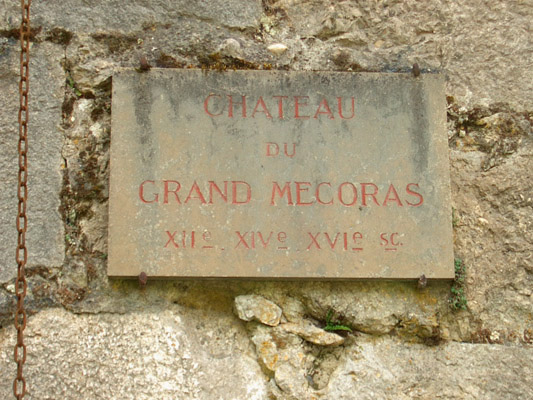 CHATEAU
DU
GRAND MECORAS
XIIe XIVe XVIe sc.